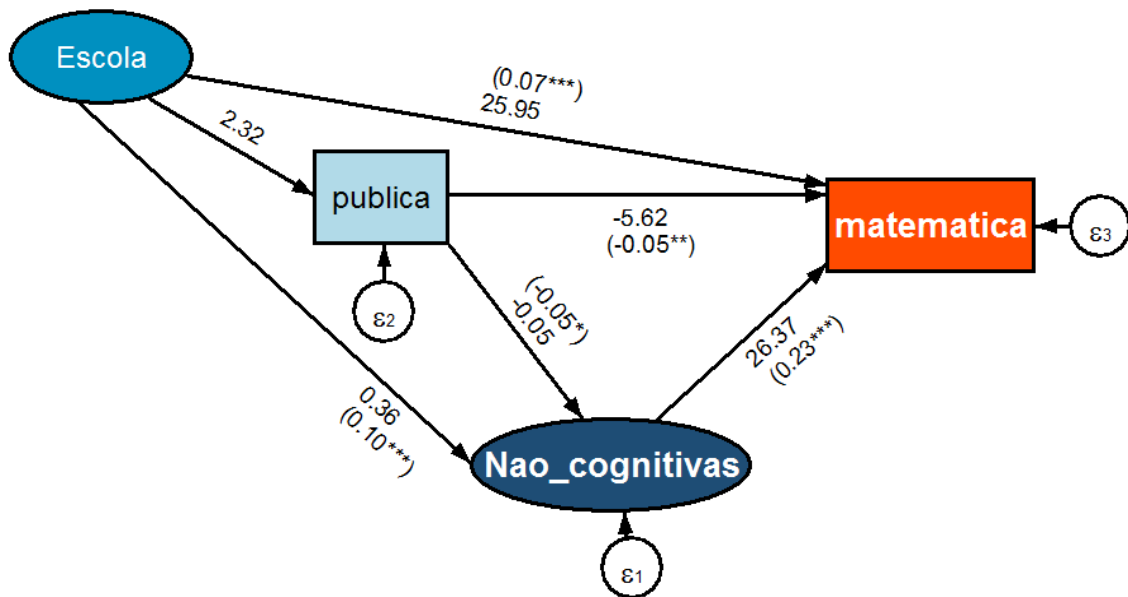 Escola
(0.07***)
25.95
2.32
publica
-5.62
(-0.05**)
matematica
ε3
ε2
(-0.05*)
-0.05
26.37
(0.23***)
0.36
(0.10***)
Nao_cognitivas
ε1